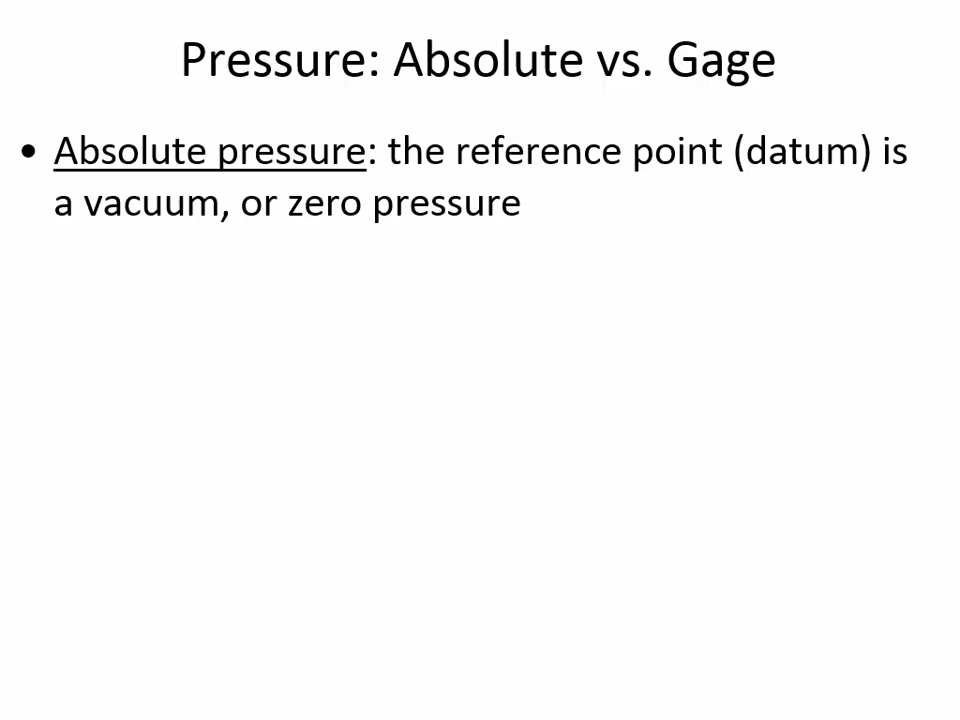 Pressure: Absolute vs. Gage
• Absolute pressure: the reference point (datum) is
a vacuum, or zero pressure